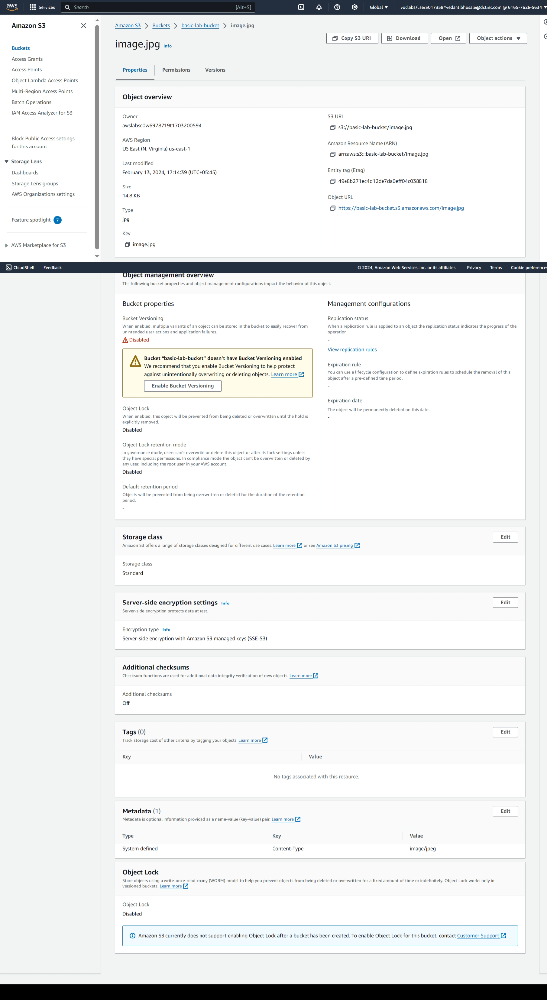 aws
Services
Search
[Alt+S]
Global
voclabs/user3017358=vedant.bhosale@dctinc.com @ 6165-7626-5634
Amazon S3
Buckets
Access Grants
Access Points
Object Lambda Access Points
Multi-Region Access Points
Batch Operations
IAM Access Analyzer for S3
Block Public Access settings
for this account
Storage Lens
Dashboards
Storage Lens groups
AWS Organizations settings
Feature spotlight 7
AWS Marketplace for S3
Amazon S3 > Buckets > basic-lab-bucket > image.jpg
image.jpg Info
Copy S3 URI
Download
Open
Object actions
Properties
Permissions
Versions
Object overview
Owner
awslabsc0w6978719t1703200594
AWS Region
US East (N. Virginia) us-east-1
Last modified
February 13, 2024, 17:14:39 (UTC+05:45)
Size
14.8 KB
Type
jpg
Key
image.jpg
S3 URI
s3://basic-lab-bucket/image.jpg
Amazon Resource Name (ARN)
arn:aws:s3:::basic-lab-bucket/image.jpg
Entity tag (Etag)
49e8b271ec4d12de7da0eff04c038818
Object URL
https://basic-lab-bucket.s3.amazonaws.com/image.jpg
CloudShell
Feedback
© 2024, Amazon Web Services, Inc. or its affiliates.
Privacy
Terms
Cookie preferences
Object management overview
The following bucket properties and object management configurations impact the behavior of this object.
Bucket properties
Bucket Versioning
When enabled, multiple variants of an object can be stored in the bucket to easily recover from
unintended user actions and application failures.
Disabled
Bucket “basic-lab-bucket” doesn’t have Bucket Versioning enabled
We recommend that you enable Bucket Versioning to help protect
against unintentionally overwriting or deleting objects. Learn more
Enable Bucket Versioning
Object Lock
When enabled, this object will be prevented from being deleted or overwritten until the hold is
explicitly removed.
Disabled
Object Lock retention mode
In governance mode, users can't overwrite or delete this object or alter its lock settings unless
they have special permissions. In compliance mode the object can't be overwritten or deleted by
any user, including the root user in your AWS account.
Disabled
Default retention period
Objects will be prevented from being overwritten or deleted for the duration of the retention
period.
-
Management configurations
Replication status
When a replication rule is applied to an object the replication status indicates the progress of the
operation.
-
View replication rules
Expiration rule
You can use a lifecycle configuration to define expiration rules to schedule the removal of this
object after a pre-defined time period.
-
Expiration date
The object will be permanently deleted on this date.
-
Storage class
Edit
Amazon S3 offers a range of storage classes designed for different use cases. Learn more or see Amazon S3 pricing
Storage class
Standard
Server-side encryption settings Info
Edit
Server-side encryption protects data at rest.
Encryption type Info
Server-side encryption with Amazon S3 managed keys (SSE-S3)
Additional checksums
Checksum functions are used for additional data integrity verification of new objects. Learn more
Additional checksums
Off
Tags (0)
Edit
Track storage cost of other criteria by tagging your objects. Learn more
Key
Value
No tags associated with this resource.
Metadata (1)
Edit
Metadata is optional information provided as a name-value (key-value) pair. Learn more
Type
Key
Value
System defined
Content-Type
image/jpeg
Object Lock
Store objects using a write-once-read-many (WORM) model to help you prevent objects from being deleted or overwritten for a fixed amount of time or indefinitely. Object Lock works only in
versioned buckets. Learn more
Object Lock
Disabled
Amazon S3 currently does not support enabling Object Lock after a bucket has been created. To enable Object Lock for this bucket, contact Customer Support